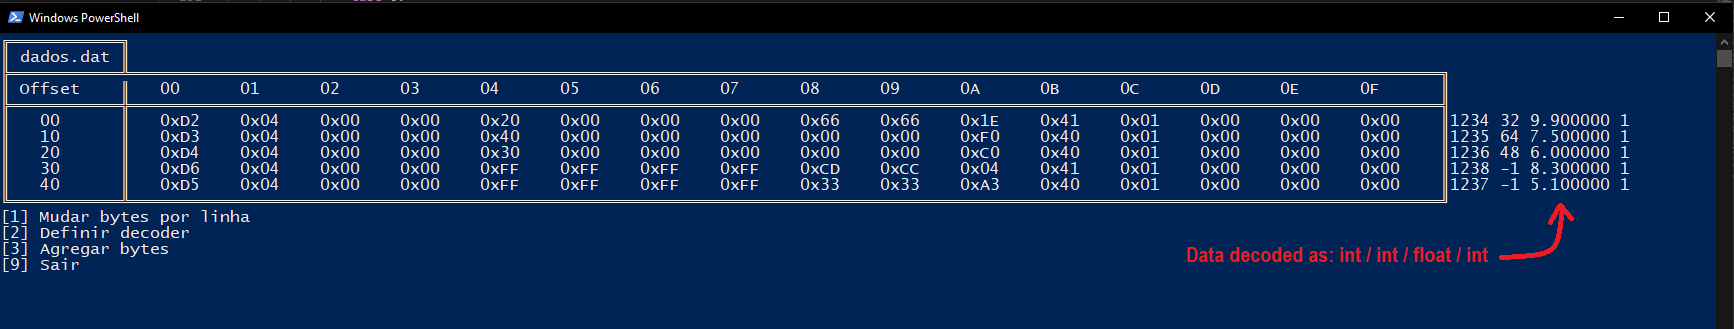 Windows PowerShell
dados.dat
Offset 00 01 02 03 04 05 06 07 08 09 0A 0B 0C 0D 0E 0F
00 0xD2 0x04 0x00 0x00 0x20 0x00 0x00 0x00 0x66 0x66 0x1E 0x41 0x01 0x00 0x00 0x00 1234 32 9.900000 1
10 0xD3 0x04 0x00 0x00 0x40 0x00 0x00 0x00 0x00 0x00 0xF0 0x40 0x01 0x00 0x00 0x00 1235 64 7.500000 1
20 0xD4 0x04 0x00 0x00 0x30 0x00 0x00 0x00 0x00 0x00 0xC0 0x40 0x01 0x00 0x00 0x00 1236 48 6.000000 1
30 0xD6 0x04 0x00 0x00 0xFF 0xFF 0xFF 0xFF 0xCD 0xCC 0x04 0x41 0x01 0x00 0x00 0x00 1238 -1 8.300000 1
40 0xD5 0x04 0x00 0x00 0xFF 0xFF 0xFF 0xFF 0x33 0x33 0xA3 0x40 0x01 0x00 0x00 0x00 1237 -1 5.100000 1
[1] Mudar bytes por linha
[2] Definir decoder
[3] Agregar bytes
[9] Sair
Data decoded as: int / int / float / int